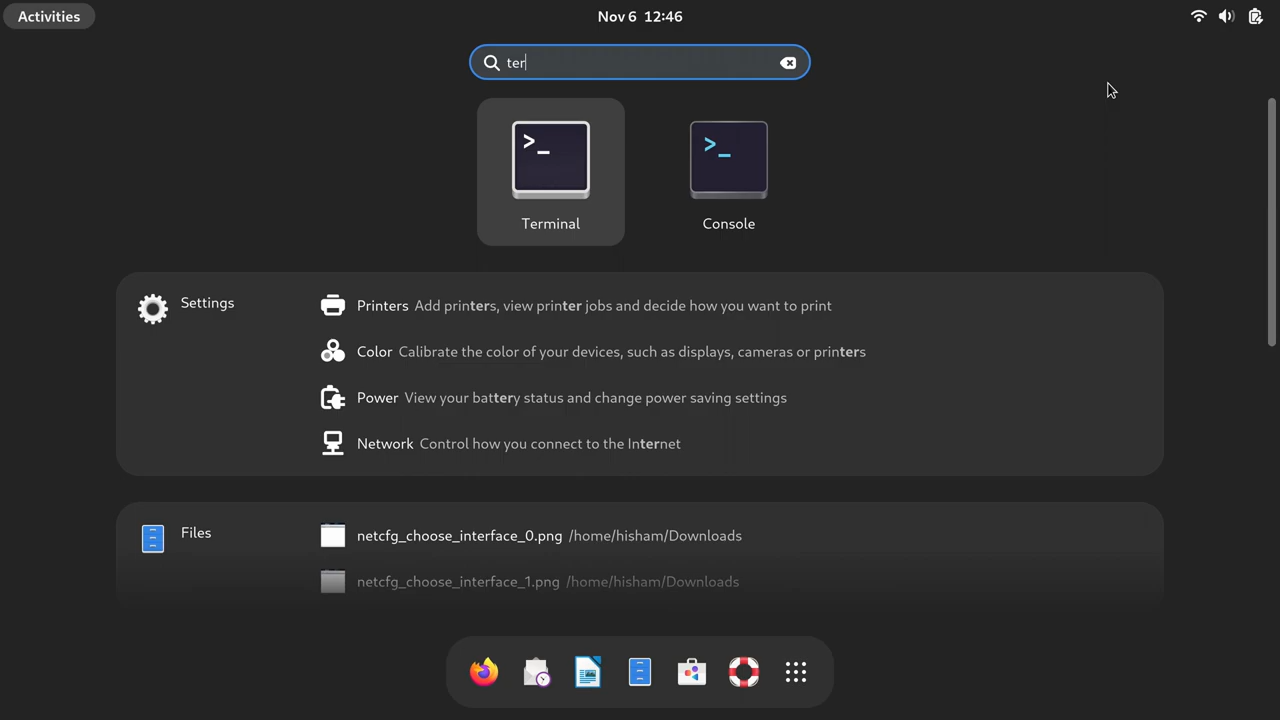 Activities
Nov 6 12:46
ter
>_
>_
Terminal
Console
Settings
Printers Add printers, view printer jobs and decide how you want to print
Color Calibrate the color of your devices, such as displays, cameras or printers
Power View your battery status and change power saving settings
Network Control how you connect to the Internet
Files
netcfg_choose_interface_0.png /home/hisham/Downloads
netcfg_choose_interface_1.png /home/hisham/Downloads